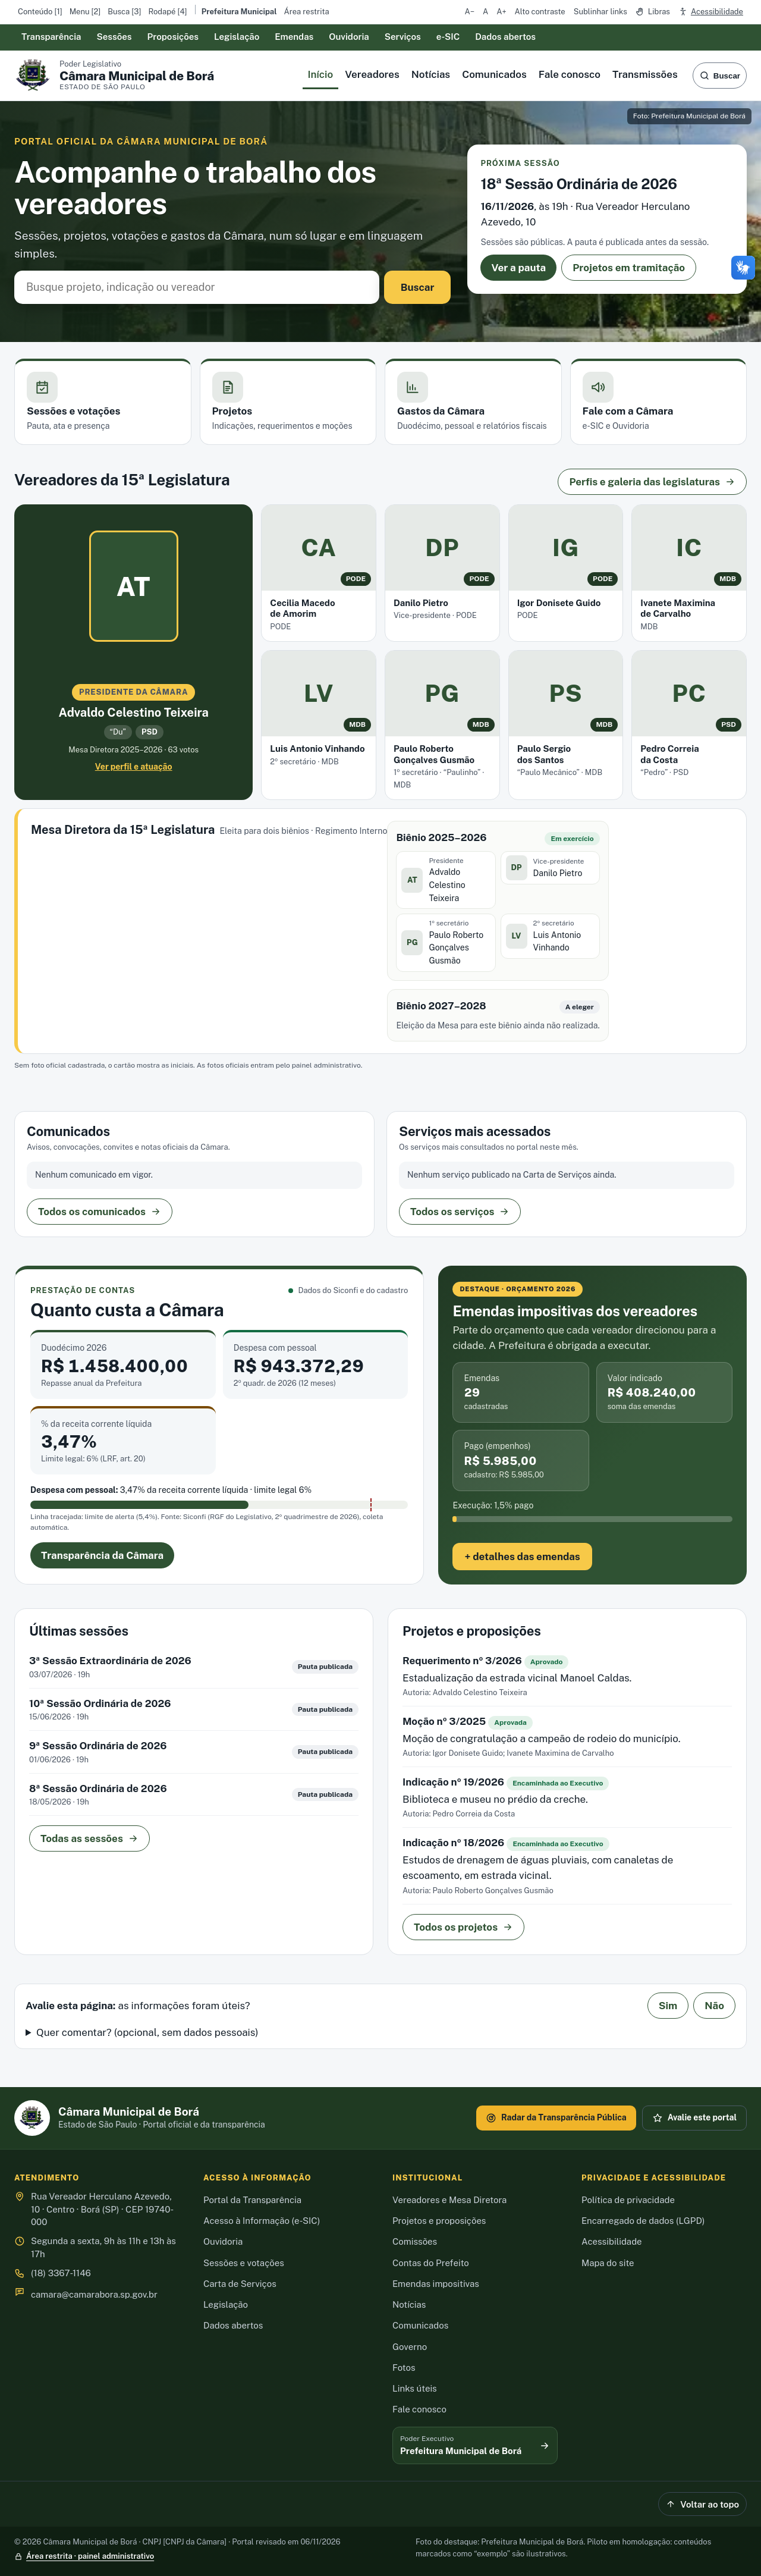 Conteúdo [1] Menu [2] Busca [3] Rodapé [4] Prefeitura Municipal Área restrita A− A A+ Alto contraste Sublinhar links Libras Acessibilidade
Transparência Sessões Proposições Legislação Emendas Ouvidoria Serviços e-SIC Dados abertos
Poder Legislativo
Câmara Municipal de Borá
ESTADO DE SÃO PAULO
Início Vereadores Notícias Comunicados Fale conosco Transmissões Buscar
Foto: Prefeitura Municipal de Borá
PORTAL OFICIAL DA CÂMARA MUNICIPAL DE BORÁ
Acompanhe o trabalho dos
vereadores
Sessões, projetos, votações e gastos da Câmara, num só lugar e em linguagem
simples.
Busque projeto, indicação ou vereador
Buscar
PRÓXIMA SESSÃO
18ª Sessão Ordinária de 2026
16/11/2026, às 19h · Rua Vereador Herculano
Azevedo, 10
Sessões são públicas. A pauta é publicada antes da sessão.
Ver a pauta Projetos em tramitação
Sessões e votações
Pauta, ata e presença
Projetos
Indicações, requerimentos e moções
Gastos da Câmara
Duodécimo, pessoal e relatórios fiscais
Fale com a Câmara
e-SIC e Ouvidoria
Vereadores da 15ª Legislatura
Perfis e galeria das legislaturas →
AT
PRESIDENTE DA CÂMARA
Advaldo Celestino Teixeira
"Du" PSD
Mesa Diretora 2025–2026 · 63 votos
Ver perfil e atuação
CA
PODE
Cecilia Macedo
de Amorim
PODE
DP
PODE
Danilo Pietro
Vice-presidente · PODE
IG
PODE
Igor Donisete Guido
PODE
IC
MDB
Ivanete Maximina
de Carvalho
MDB
LV
MDB
Luis Antonio Vinhando
2º secretário · MDB
PG
MDB
Paulo Roberto
Gonçalves Gusmão
1º secretário · "Paulinho" ·
MDB
PS
MDB
Paulo Sergio
dos Santos
"Paulo Mecânico" · MDB
PC
PSD
Pedro Correia
da Costa
"Pedro" · PSD
Mesa Diretora da 15ª Legislatura Eleita para dois biênios · Regimento Interno
Biênio 2025–2026 Em exercício
AT
Presidente
Advaldo
Celestino
Teixeira
DP
Vice-presidente
Danilo Pietro
PG
1º secretário
Paulo Roberto
Gonçalves
Gusmão
LV
2º secretário
Luis Antonio
Vinhando
Biênio 2027–2028 A eleger
Eleição da Mesa para este biênio ainda não realizada.
Sem foto oficial cadastrada, o cartão mostra as iniciais. As fotos oficiais entram pelo painel administrativo.
Comunicados
Avisos, convocações, convites e notas oficiais da Câmara.
Nenhum comunicado em vigor.
Todos os comunicados →
Serviços mais acessados
Os serviços mais consultados no portal neste mês.
Nenhum serviço publicado na Carta de Serviços ainda.
Todos os serviços →
PRESTAÇÃO DE CONTAS
Dados do Siconfi e do cadastro
Quanto custa a Câmara
Duodécimo 2026
R$ 1.458.400,00
Repasse anual da Prefeitura
Despesa com pessoal
R$ 943.372,29
2º quadr. de 2026 (12 meses)
% da receita corrente líquida
3,47%
Limite legal: 6% (LRF, art. 20)
Despesa com pessoal: 3,47% da receita corrente líquida · limite legal 6%
Linha tracejada: limite de alerta (5,4%). Fonte: Siconfi (RGF do Legislativo, 2º quadrimestre de 2026), coleta
automática.
Transparência da Câmara
DESTAQUE · ORÇAMENTO 2026
Emendas impositivas dos vereadores
Parte do orçamento que cada vereador direcionou para a
cidade. A Prefeitura é obrigada a executar.
Emendas
29
cadastradas
Valor indicado
R$ 408.240,00
soma das emendas
Pago (empenhos)
R$ 5.985,00
cadastro: R$ 5.985,00
Execução: 1,5% pago
+ detalhes das emendas
Últimas sessões
3ª Sessão Extraordinária de 2026
03/07/2026 · 19h
Pauta publicada
10ª Sessão Ordinária de 2026
15/06/2026 · 19h
Pauta publicada
9ª Sessão Ordinária de 2026
01/06/2026 · 19h
Pauta publicada
8ª Sessão Ordinária de 2026
18/05/2026 · 19h
Pauta publicada
Todas as sessões →
Projetos e proposições
Requerimento nº 3/2026 Aprovado
Estadualização da estrada vicinal Manoel Caldas.
Autoria: Advaldo Celestino Teixeira
Moção nº 3/2025 Aprovada
Moção de congratulação a campeão de rodeio do município.
Autoria: Igor Donisete Guido; Ivanete Maximina de Carvalho
Indicação nº 19/2026 Encaminhada ao Executivo
Biblioteca e museu no prédio da creche.
Autoria: Pedro Correia da Costa
Indicação nº 18/2026 Encaminhada ao Executivo
Estudos de drenagem de águas pluviais, com canaletas de
escoamento, em estrada vicinal.
Autoria: Paulo Roberto Gonçalves Gusmão
Todos os projetos →
Avalie esta página: as informações foram úteis?
Sim Não
Quer comentar? (opcional, sem dados pessoais)
Câmara Municipal de Borá
Estado de São Paulo · Portal oficial e da transparência
Radar da Transparência Pública Avalie este portal
ATENDIMENTO
Rua Vereador Herculano Azevedo,
10 · Centro · Borá (SP) · CEP 19740-
000
Segunda a sexta, 9h às 11h e 13h às
17h
(18) 3367-1146
camara@camarabora.sp.gov.br
ACESSO À INFORMAÇÃO
Portal da Transparência
Acesso à Informação (e-SIC)
Ouvidoria
Sessões e votações
Carta de Serviços
Legislação
Dados abertos
INSTITUCIONAL
Vereadores e Mesa Diretora
Projetos e proposições
Comissões
Contas do Prefeito
Emendas impositivas
Notícias
Comunicados
Governo
Fotos
Links úteis
Fale conosco
Poder Executivo
Prefeitura Municipal de Borá →
PRIVACIDADE E ACESSIBILIDADE
Política de privacidade
Encarregado de dados (LGPD)
Acessibilidade
Mapa do site
↑ Voltar ao topo
© 2026 Câmara Municipal de Borá · CNPJ [CNPJ da Câmara] · Portal revisado em 06/11/2026
Área restrita · painel administrativo
Foto do destaque: Prefeitura Municipal de Borá. Piloto em homologação: conteúdos
marcados como "exemplo" são ilustrativos.